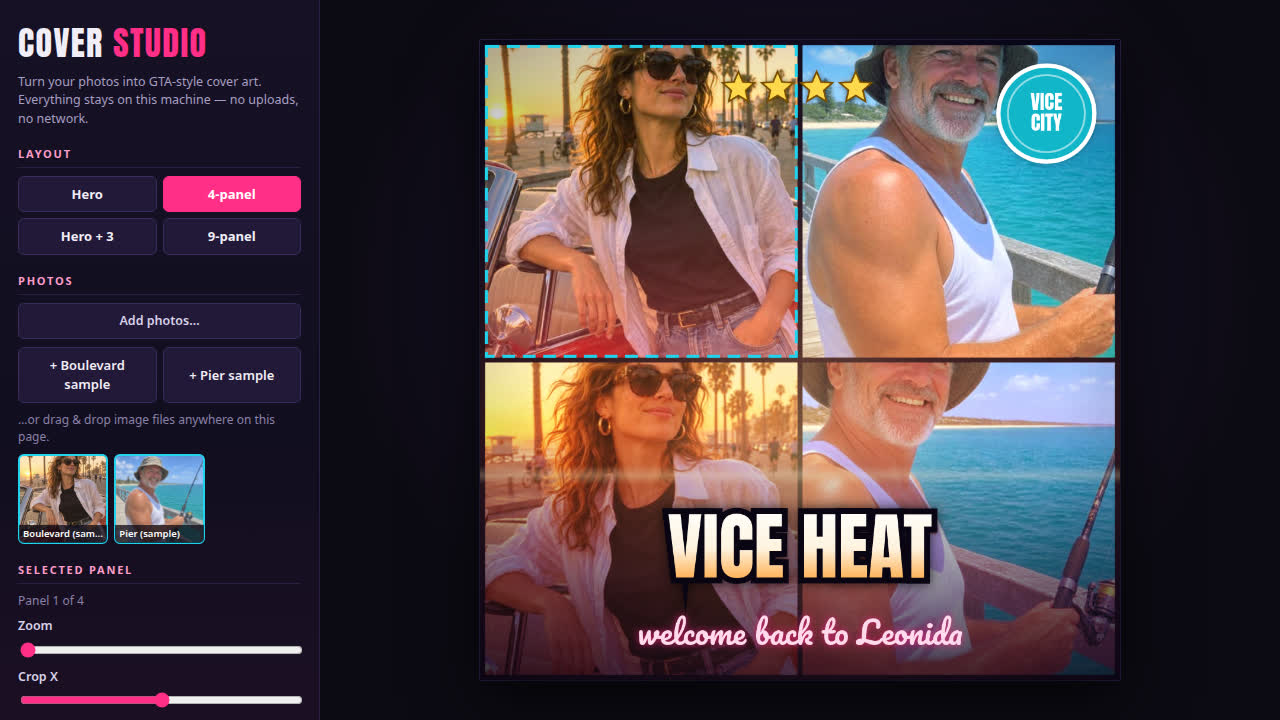 COVER STUDIO
Turn your photos into GTA-style cover art.
Everything stays on this machine — no uploads,
no network.
LAYOUT
Hero
4-panel
Hero + 3
9-panel
PHOTOS
Add photos...
+ Boulevard
sample
+ Pier sample
...or drag & drop image files anywhere on this
page.
Boulevard (sam...
Pier (sample)
SELECTED PANEL
Panel 1 of 4
Zoom
Crop X
VICE
CITY
VICE HEAT
welcome back to Leonida